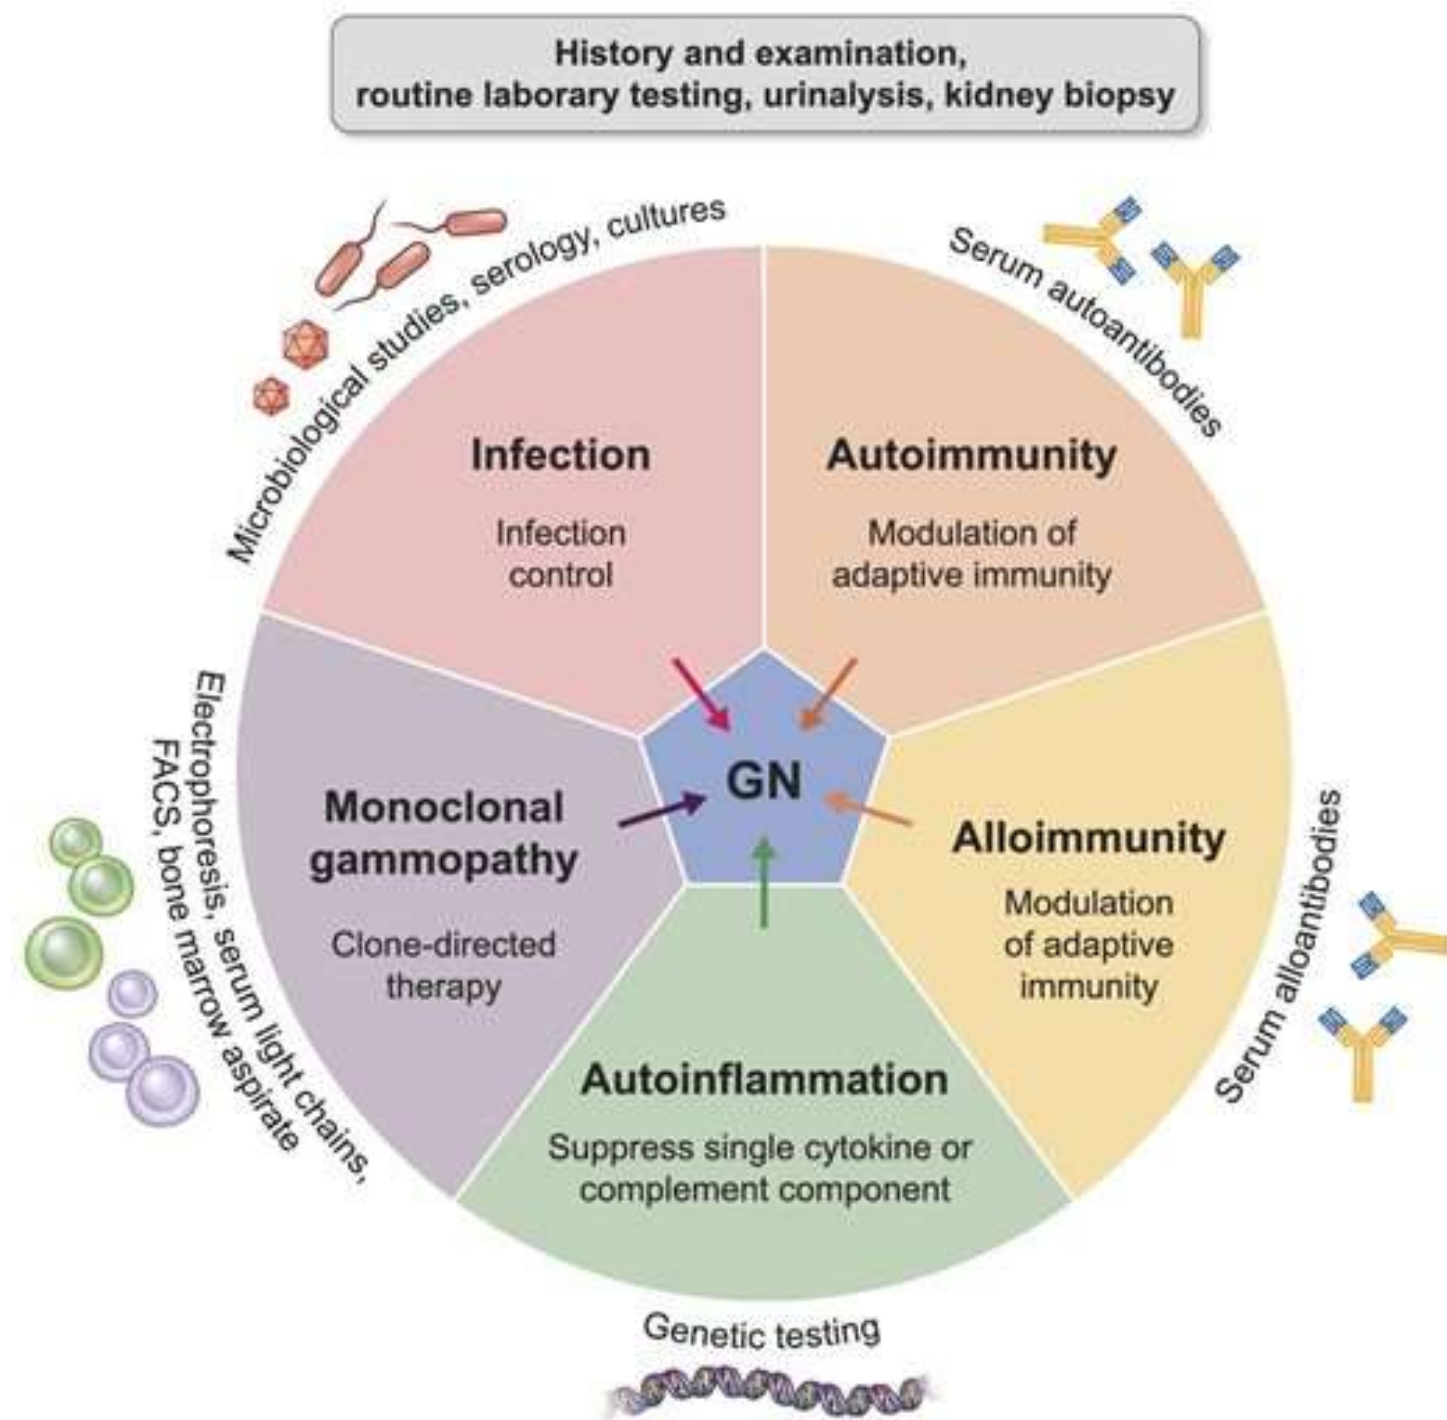 History and examination,
routine laborary testing, urinalysis, kidney biopsy
Microbiological studies, serology, cultures
Serum autoantibodies
Infection
Infection
control
Autoimmunity
Modulation of
adaptive immunity
GN
Monoclonal
gammopathy
Clone-directed
therapy
Electrophoresis, serum light chains,
FACS, bone marrow aspirate
Alloimmunity
Modulation
of adaptive
immunity
Serum alloantibodies
Autoinflammation
Suppress single cytokine or
complement component
Genetic testing